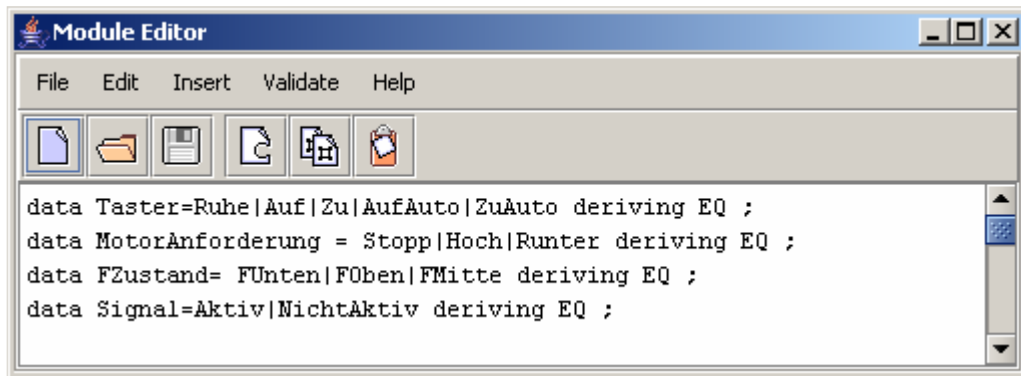 Module Editor
File Edit Insert Validate Help
data Taster=Ruhe|Auf|Zu|AufAuto|ZuAuto deriving EQ ;
data MotorAnforderung = Stopp|Hoch|Runter deriving EQ ;
data FZustand= FUnten|FOben|FMitte deriving EQ ;
data Signal=Aktiv|NichtAktiv deriving EQ ;